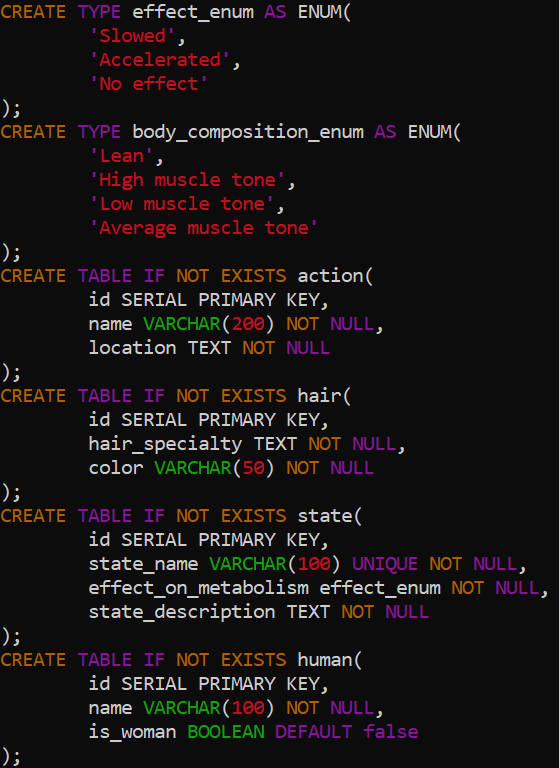 CREATE TYPE effect_enum AS ENUM(
        'Slowed',
        'Accelerated',
        'No effect'
);
CREATE TYPE body_composition_enum AS ENUM(
        'Lean',
        'High muscle tone',
        'Low muscle tone',
        'Average muscle tone'
);
CREATE TABLE IF NOT EXISTS action(
        id SERIAL PRIMARY KEY,
        name VARCHAR(200) NOT NULL,
        location TEXT NOT NULL
);
CREATE TABLE IF NOT EXISTS hair(
        id SERIAL PRIMARY KEY,
        hair_specialty TEXT NOT NULL,
        color VARCHAR(50) NOT NULL
);
CREATE TABLE IF NOT EXISTS state(
        id SERIAL PRIMARY KEY,
        state_name VARCHAR(100) UNIQUE NOT NULL,
        effect_on_metabolism effect_enum NOT NULL,
        state_description TEXT NOT NULL
);
CREATE TABLE IF NOT EXISTS human(
        id SERIAL PRIMARY KEY,
        name VARCHAR(100) NOT NULL,
        is_woman BOOLEAN DEFAULT false
);